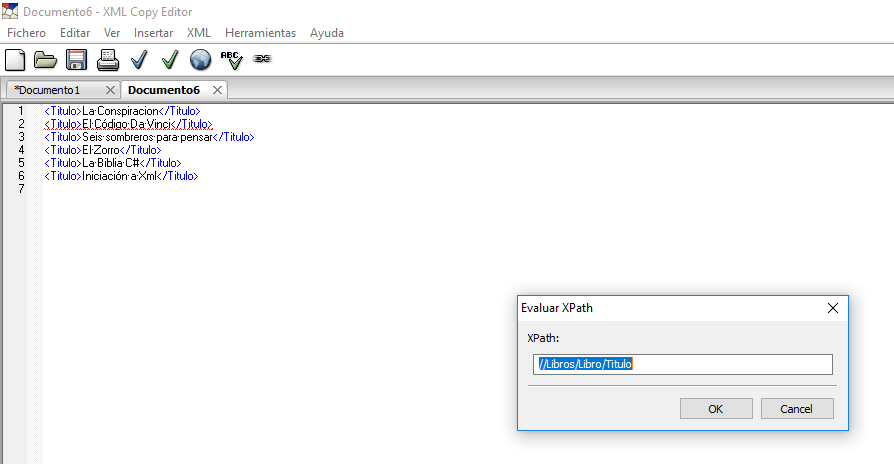 Documento6 - XML Copy Editor
Fichero Editar Ver Insertar XML Herramientas Ayuda
ABC
*Documento1 Documento6
1 <Titulo>La·Conspiracion</Titulo>
2 <Titulo>El·Código·Da·Vinci</Titulo>
3 <Titulo>Seis·sombreros·para·pensar</Titulo>
4 <Titulo>El·Zorro</Titulo>
5 <Titulo>La·Biblia·C#</Titulo>
6 <Titulo>Iniciación·a·Xml</Titulo>
7
Evaluar XPath
XPath:
//Libros/Libro/Titulo
OK Cancel